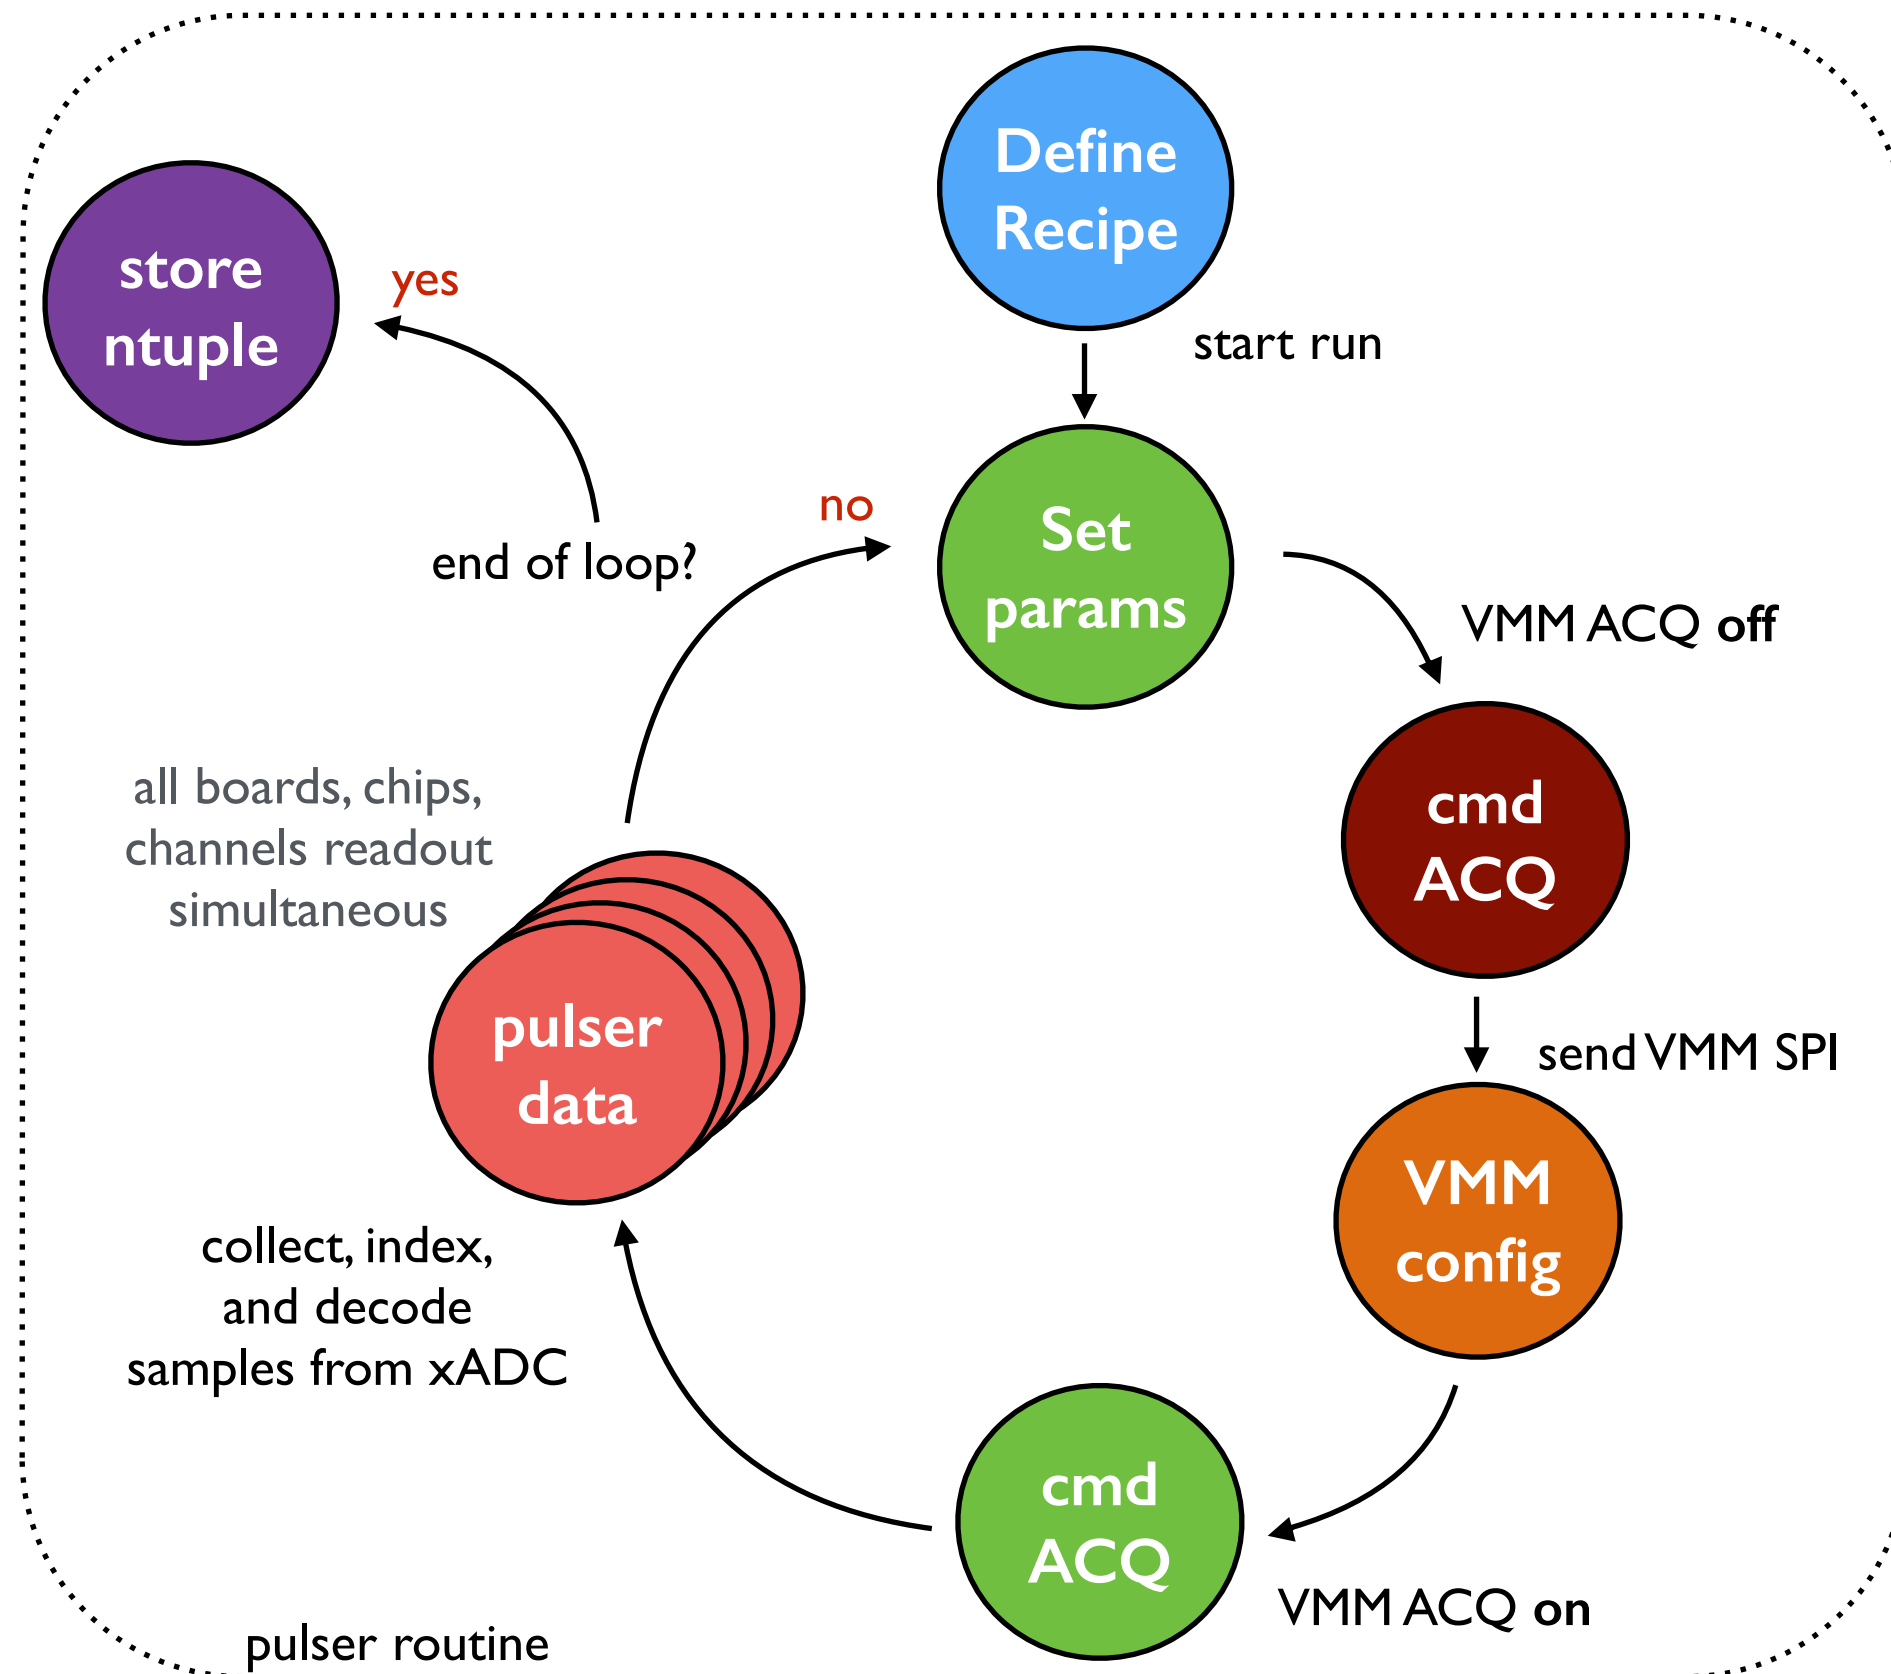 Define
Recipe
start run
store
ntuple
yes
end of loop?
no
Set
params
VMM ACQ off
cmd
ACQ
send VMM SPI
VMM
config
VMM ACQ on
cmd
ACQ
collect, index,
and decode
samples from xADC
pulser
data
all boards, chips,
channels readout
simultaneous
pulser routine